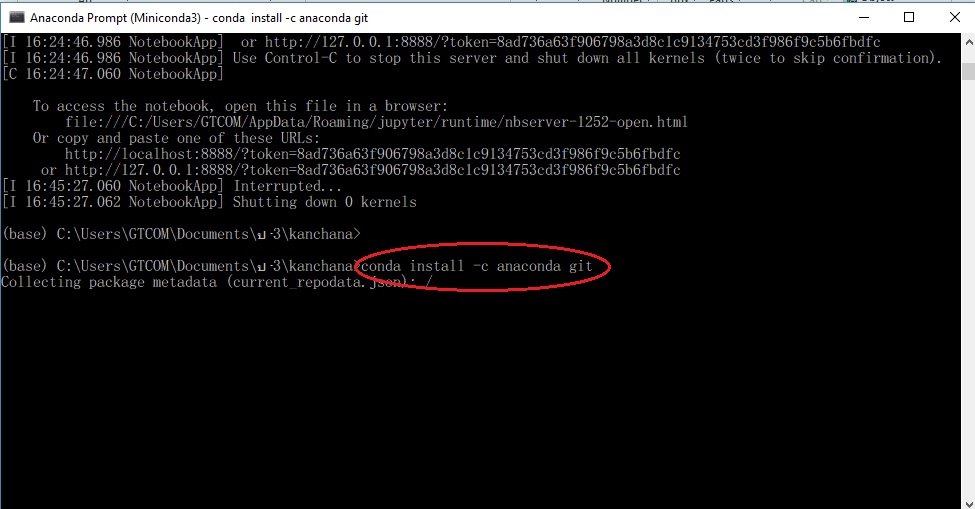 Anaconda Prompt (Miniconda3) - conda  install -c anaconda git
[I 16:24:46.986 NotebookApp]  or http://127.0.0.1:8888/?token=8ad736a63f906798a3d8c1c9134753cd3f986f9c5b6fbdfc
[I 16:24:46.986 NotebookApp] Use Control-C to stop this server and shut down all kernels (twice to skip confirmation).
[C 16:24:47.060 NotebookApp]
To access the notebook, open this file in a browser:
file:///C:/Users/GTCOM/AppData/Roaming/jupyter/runtime/nbserver-1252-open.html
Or copy and paste one of these URLs:
http://localhost:8888/?token=8ad736a63f906798a3d8c1c9134753cd3f986f9c5b6fbdfc
or http://127.0.0.1:8888/?token=8ad736a63f906798a3d8c1c9134753cd3f986f9c5b6fbdfc
[I 16:45:27.060 NotebookApp] Interrupted...
[I 16:45:27.062 NotebookApp] Shutting down 0 kernels
(base) C:\Users\GTCOM\Documents\ป-3\kanchana>
(base) C:\Users\GTCOM\Documents\ป-3\kanchana>conda install -c anaconda git
Collecting package metadata (current_repodata.json): /